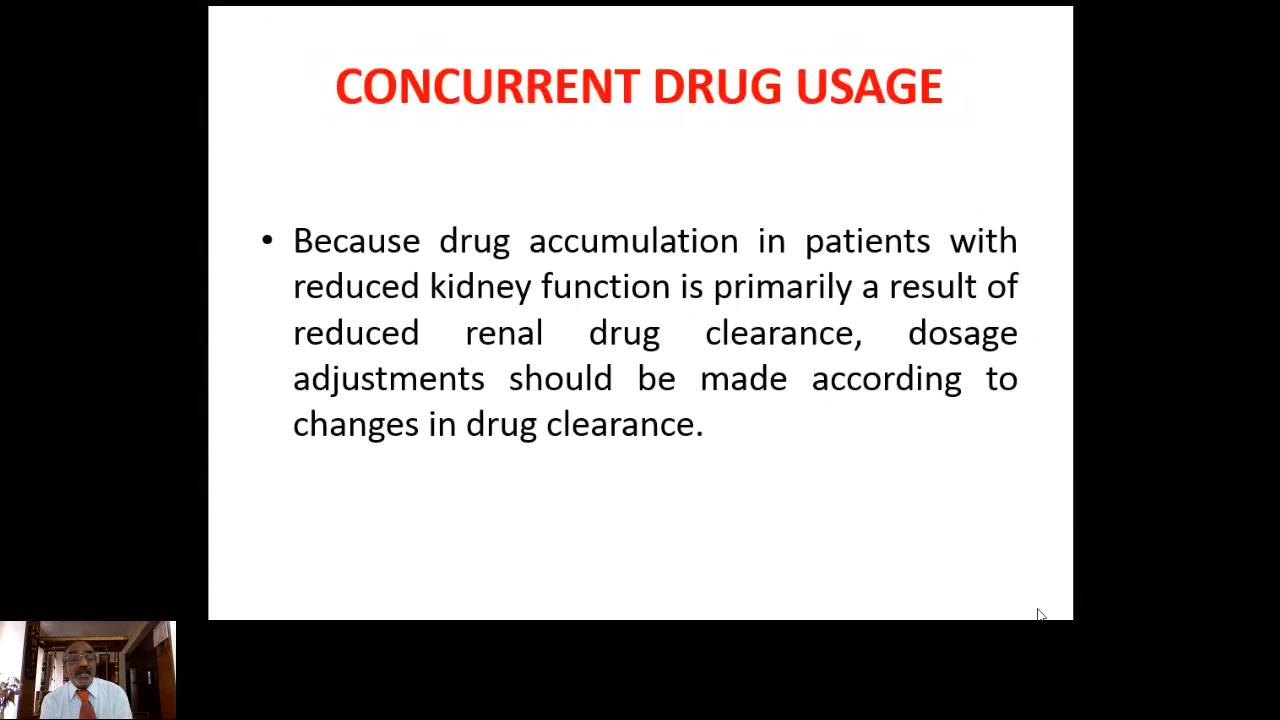 CONCURRENT DRUG USAGE
• Because drug accumulation in patients with
reduced kidney function is primarily a result of
reduced renal drug clearance, dosage
adjustments should be made according to
changes in drug clearance.